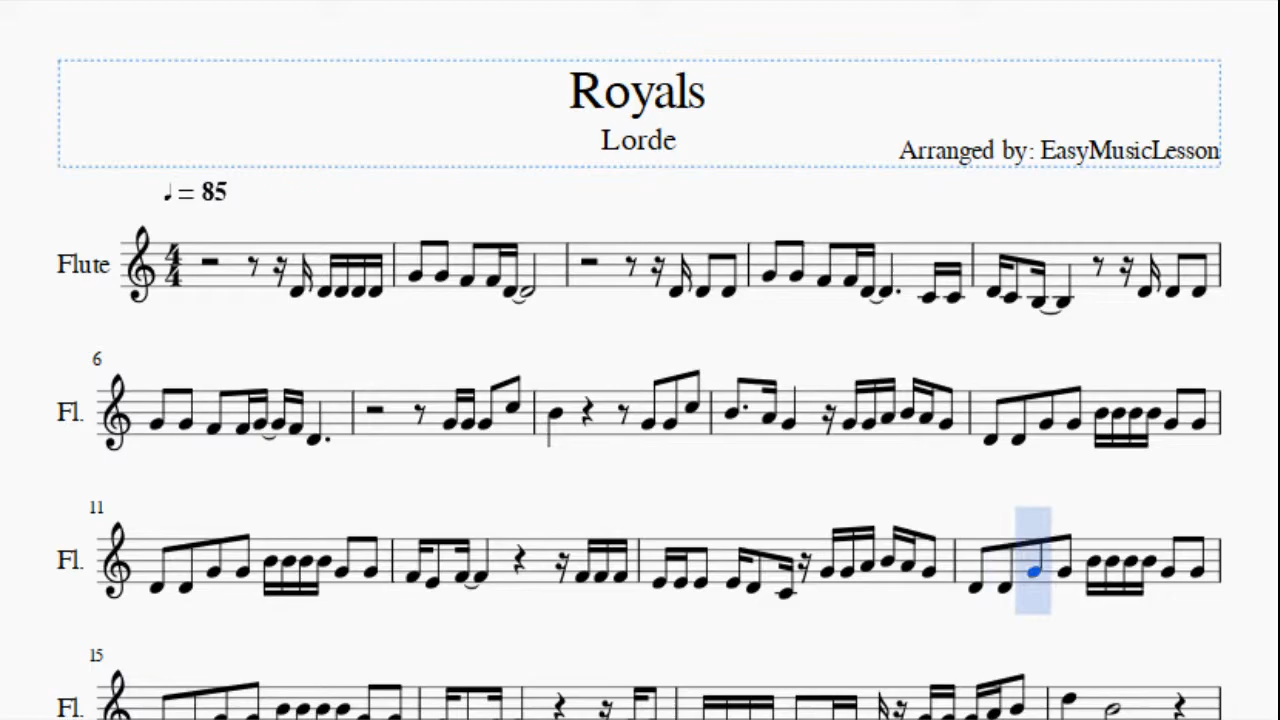 Royals
Lorde
Arranged by: EasyMusicLesson
♩ = 85
Flute
4
4
6
Fl.
11
Fl.
15
Fl.